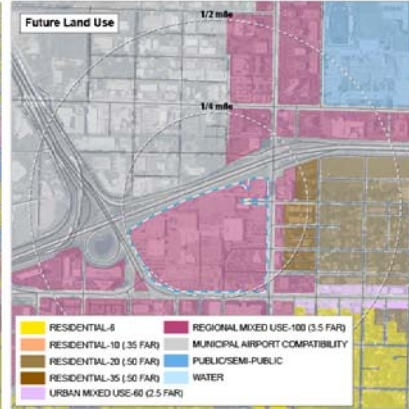 Future Land Use
1/2 mile
1/4 mile
RESIDENTIAL-6
RESIDENTIAL-10 (.35 FAR)
RESIDENTIAL-20 (.50 FAR)
RESIDENTIAL-35 (.50 FAR)
URBAN MIXED USE-60 (2.5 FAR)
REGIONAL MIXED USE-100 (3.5 FAR)
MUNICIPAL AIRPORT COMPATIBILITY
PUBLIC/SEMI-PUBLIC
WATER